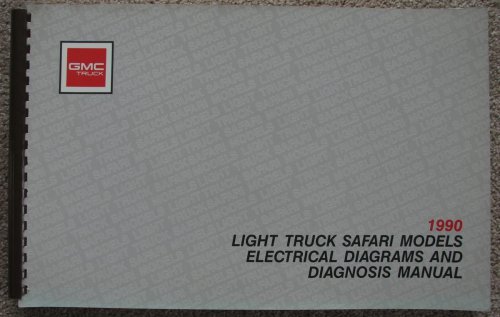 GMC
TRUCK
1990
LIGHT TRUCK SAFARI MODELS
ELECTRICAL DIAGRAMS AND
DIAGNOSIS MANUAL